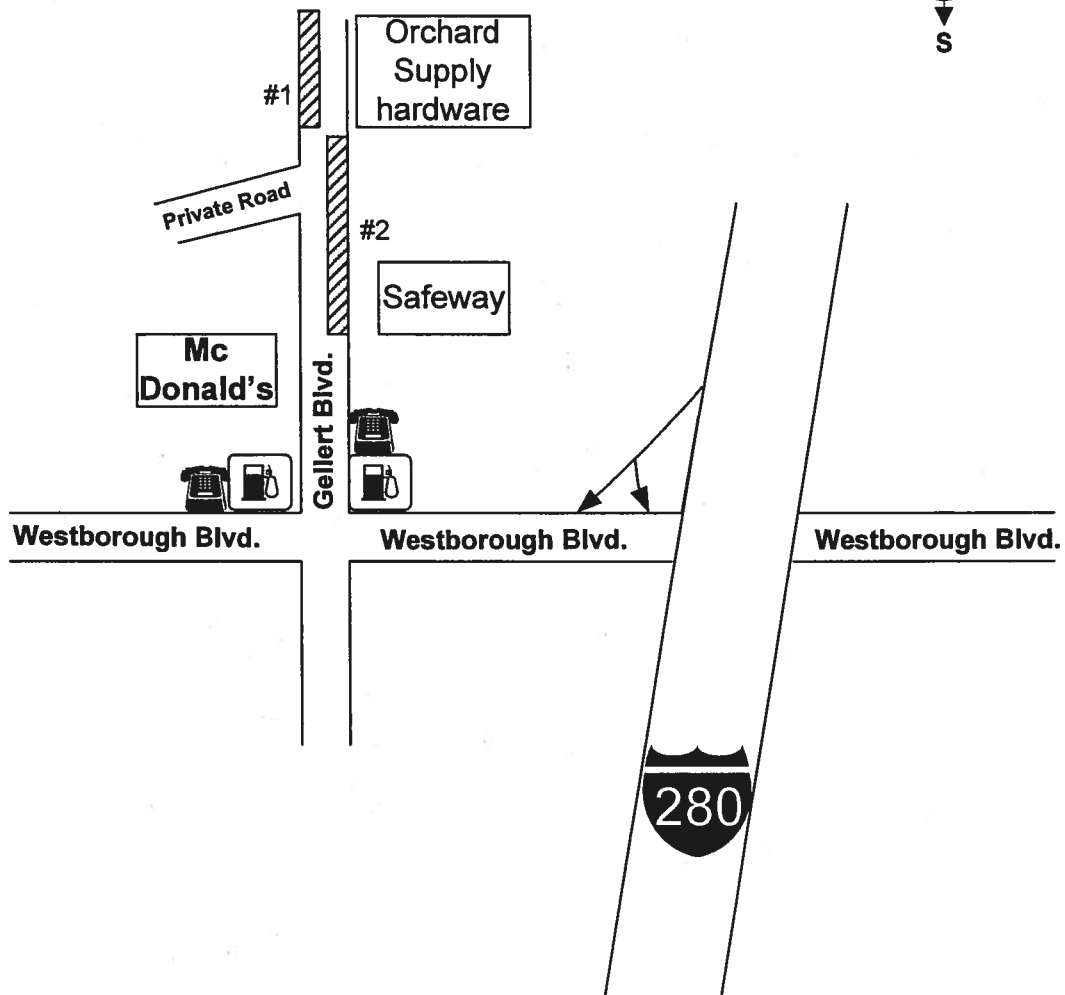 S
Orchard
Supply
hardware
#1
Private Road
#2
Safeway
Mc
Donald's
Gellert Blvd.
Westborough Blvd.
Westborough Blvd.
Westborough Blvd.
280